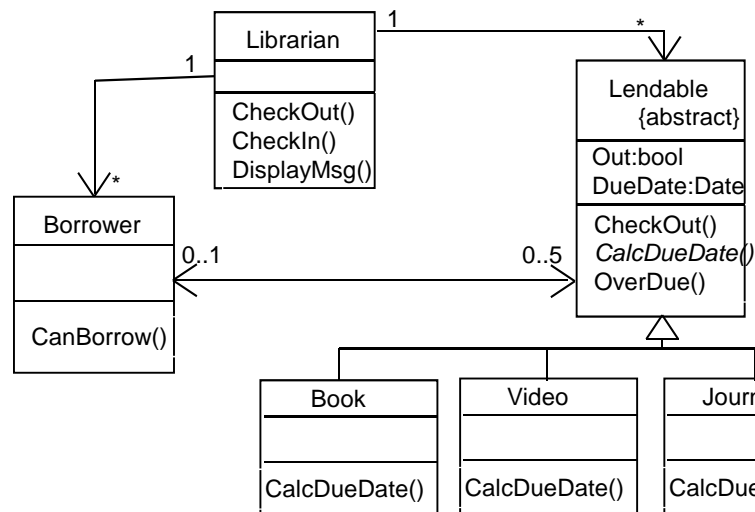 1
*
Librarian
CheckOut()
CheckIn()
DisplayMsg()
1
*
Lendable
{abstract}
Out:bool
DueDate:Date
CheckOut()
CalcDueDate()
OverDue()
Borrower
CanBorrow()
0..1
0..5
Book
CalcDueDate()
Video
CalcDueDate()